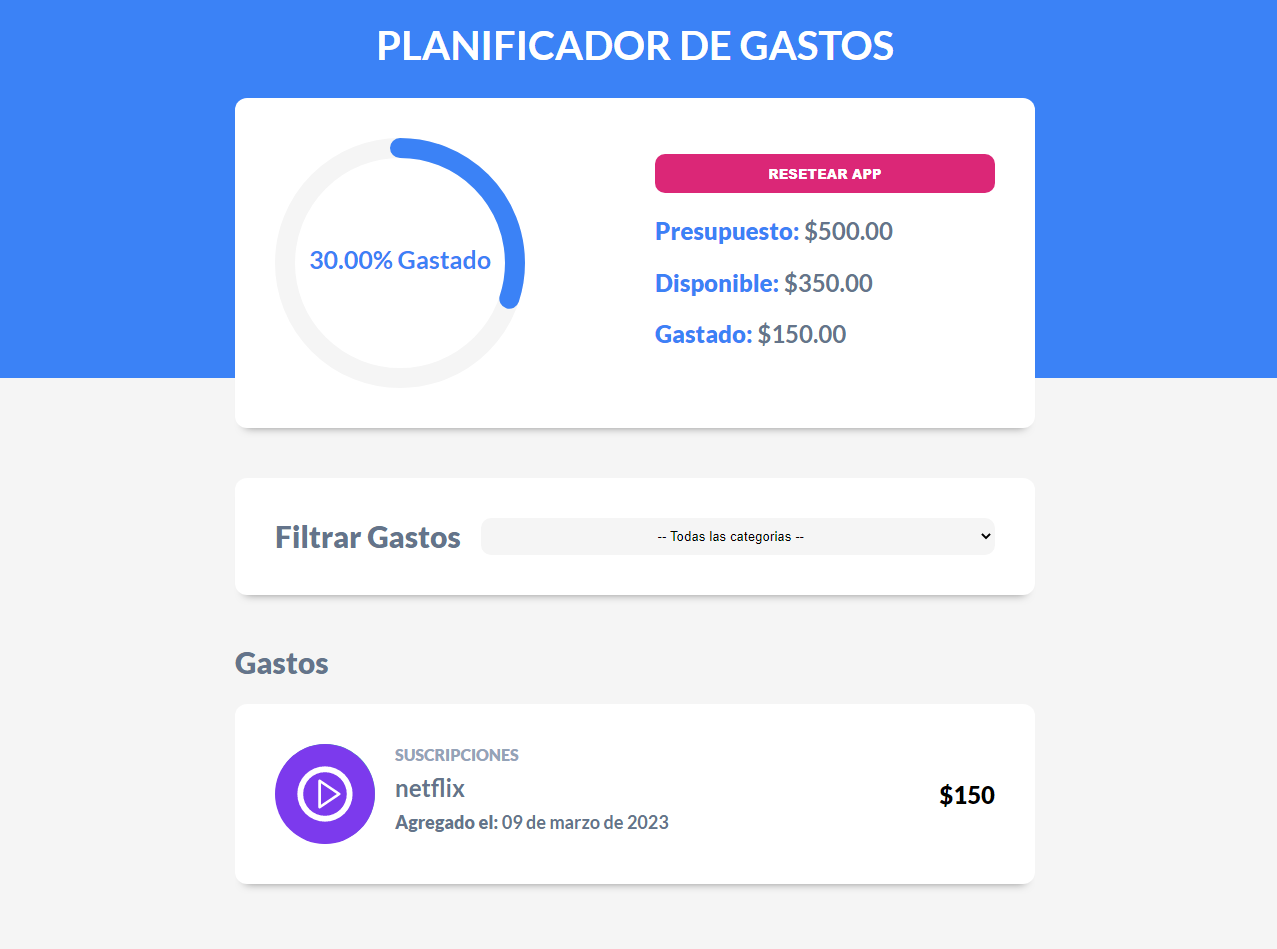 PLANIFICADOR DE GASTOS
30.00% Gastado
RESETEAR APP
Presupuesto: $500.00
Disponible: $350.00
Gastado: $150.00
Filtrar Gastos
-- Todas las categorias --
Gastos
SUSCRIPCIONES
netflix
Agregado el: 09 de marzo de 2023
$150